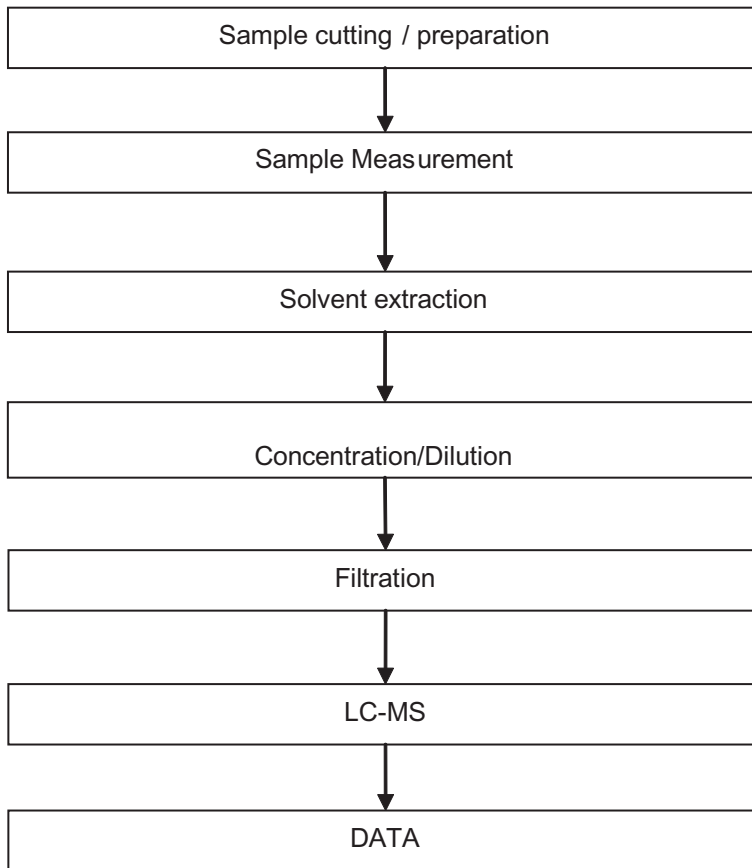 Sample cutting / preparation
Sample Measurement
Solvent extraction
Concentration/Dilution
Filtration
LC-MS
DATA